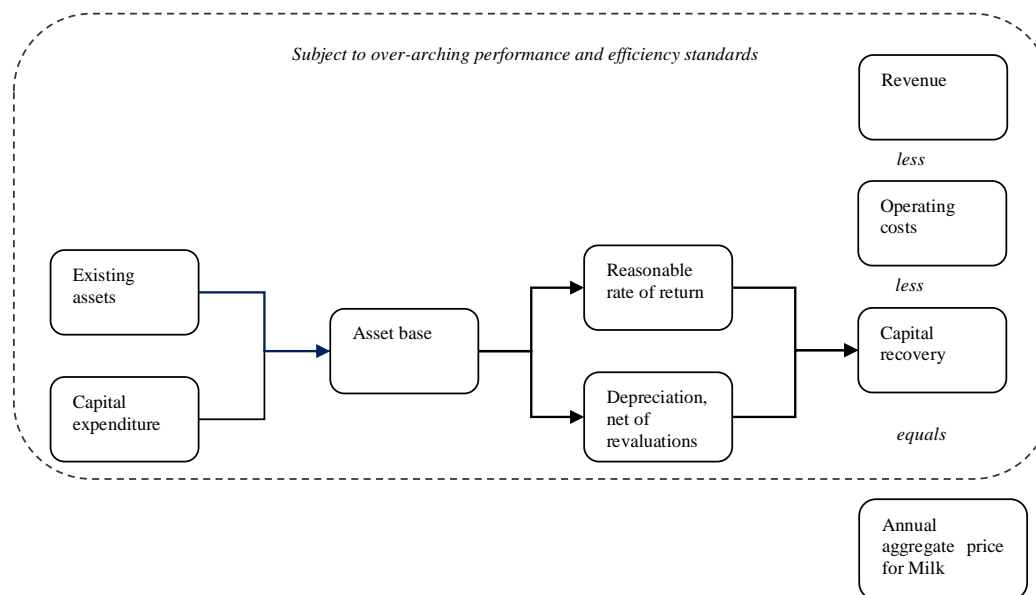 Subject to over-arching performance and efficiency standards
Revenue
less
Operating
costs
less
Existing
assets
Capital
expenditure
Asset base
Reasonable
rate of return
Depreciation,
net of
revaluations
Capital
recovery
equals
Annual
aggregate price
for Milk